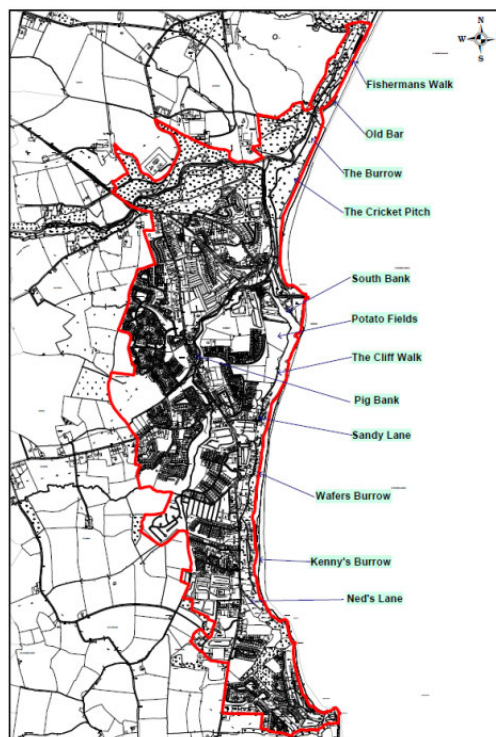 N
W E
S
Fishermans Walk
Old Bar
The Burrow
The Cricket Pitch
South Bank
Potato Fields
The Cliff Walk
Pig Bank
Sandy Lane
Wafers Burrow
Kenny's Burrow
Ned's Lane